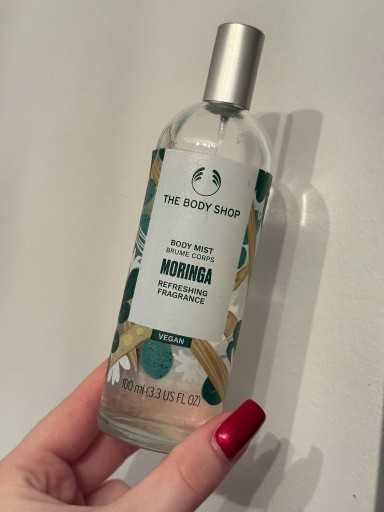 THE BODY SHOP
BODY MIST
BRUME CORPS
MORINGA
REFRESHING
FRAGRANCE
VEGAN
100 ml (3.3 US FL OZ)